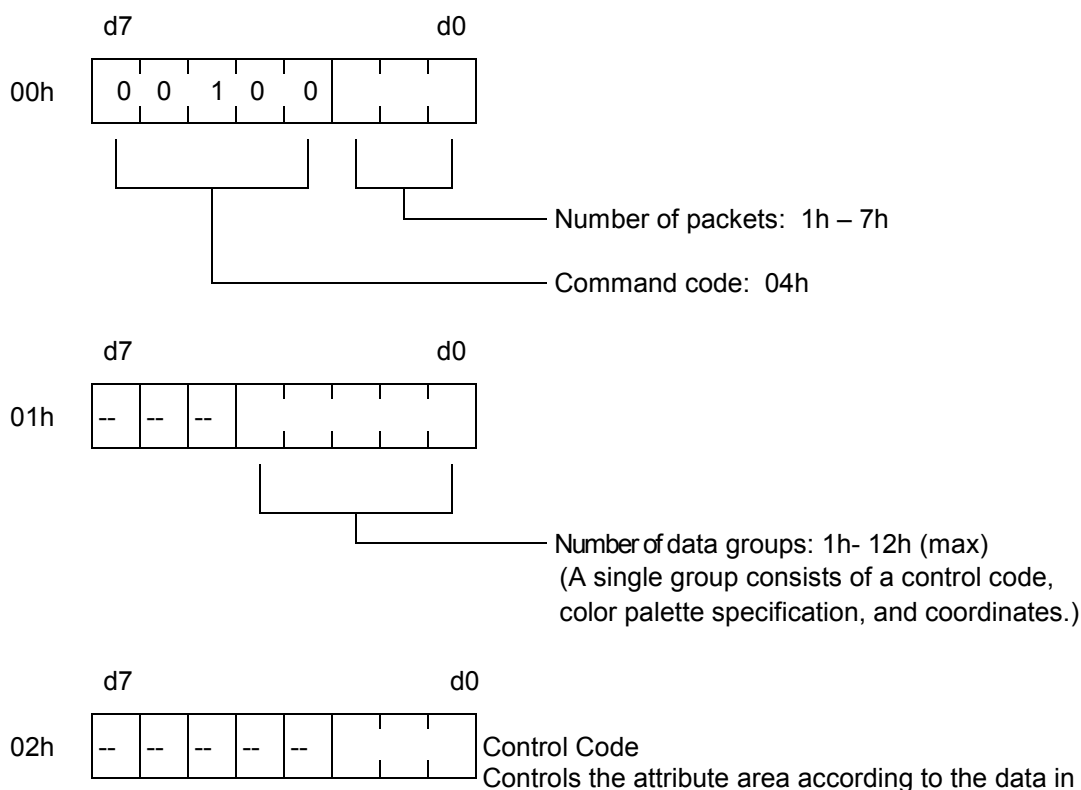 d7 d0
00h 0 0 1 0 0
Number of packets: 1h – 7h
Command code: 04h
d7 d0
01h -- -- --
Number of data groups: 1h- 12h (max)
(A single group consists of a control code,
color palette specification, and coordinates.)
d7 d0
02h -- -- -- -- -- Control Code
Controls the attribute area according to the data in